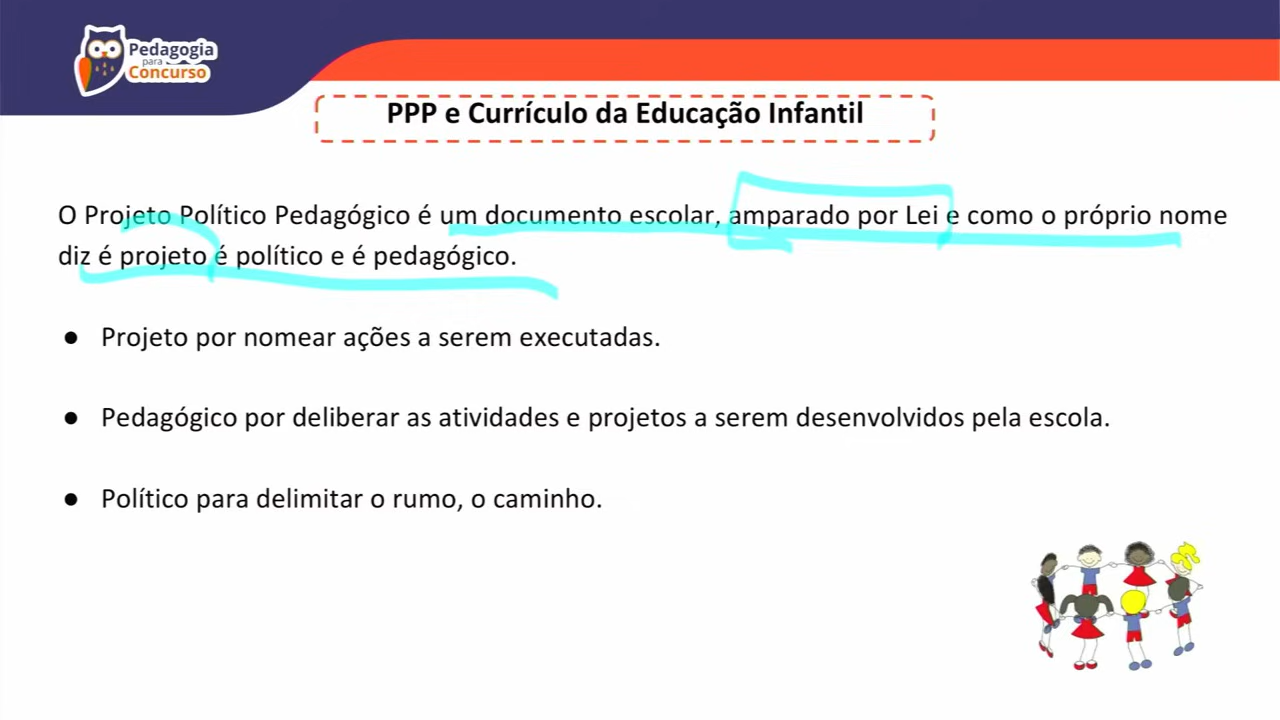 Pedagogia
para
Concurso
PPP e Currículo da Educação Infantil
O Projeto Político Pedagógico é um documento escolar, amparado por Lei e como o próprio nome
diz é projeto é político e é pedagógico.
● Projeto por nomear ações a serem executadas.
● Pedagógico por deliberar as atividades e projetos a serem desenvolvidos pela escola.
● Político para delimitar o rumo, o caminho.